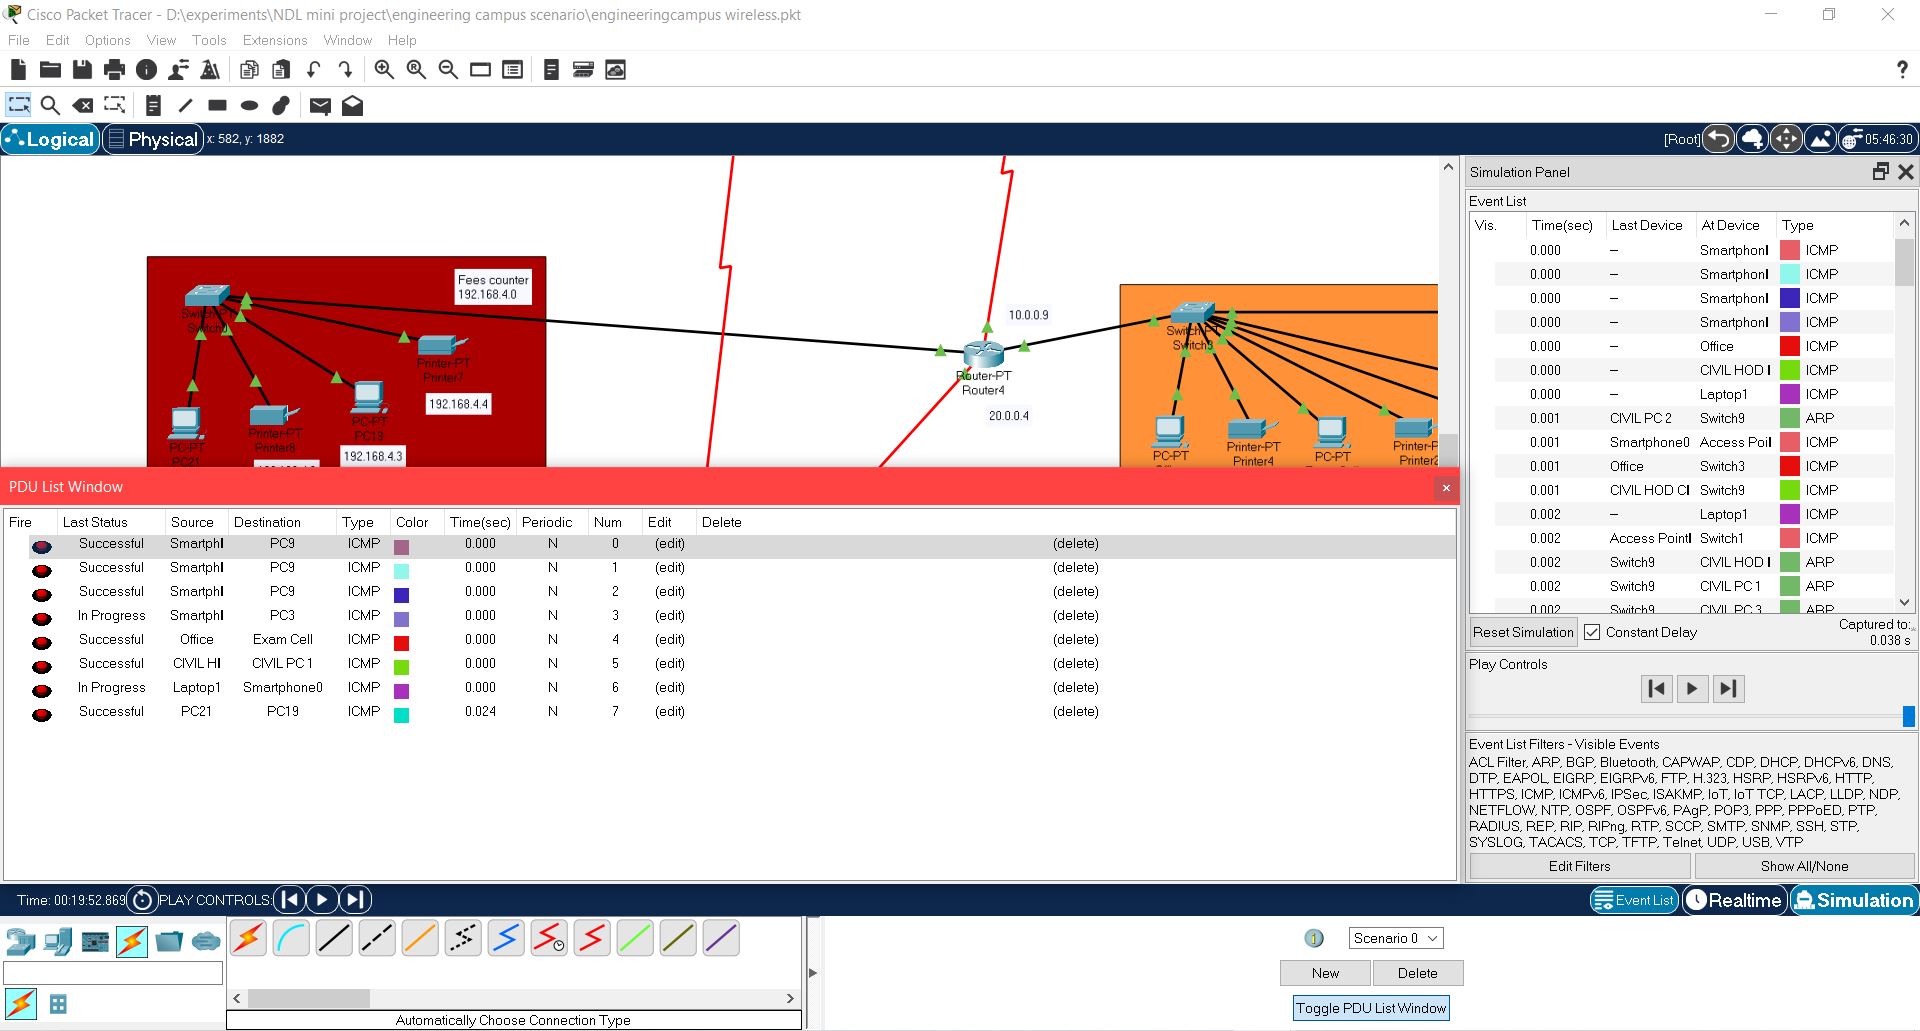 Cisco Packet Tracer - D:\experiments\NDL mini project\engineering campus scenario\engineeringcampus wireless.pkt
File Edit Options View Tools Extensions Window Help
?
Logical Physical x: 582, y: 1882 [Root] 05:46:30
Fees counter
192.168.4.0
Switch-PT
Printer-PT
Printer7
192.168.4.4
PC-PT
PC19
Printer-PT
Printer8
192.168.4.3
PC-PT
PC21
10.0.0.9
Router-PT
Router4
20.0.0.4
Switch-PT
Switch3
PC-PT
Printer-PT
Printer4
PC-PT
Simulation Panel
Event List
Vis. Time(sec) Last Device At Device Type
0.000 -- Smartphonl ICMP
0.000 -- Smartphonl ICMP
0.000 -- Smartphonl ICMP
0.000 -- Smartphonl ICMP
0.000 -- Office ICMP
0.000 -- CIVIL HOD I ICMP
0.000 -- Laptop1 ICMP
0.001 CIVIL PC 2 Switch9 ARP
0.001 Smartphone0 Access Poil ICMP
0.001 Office Switch3 ICMP
0.001 CIVIL HOD Cl Switch9 ICMP
0.002 -- Laptop1 ICMP
0.002 Access Pointl Switch1 ICMP
0.002 Switch9 CIVIL HOD I ARP
0.002 Switch9 CIVIL PC 1 ARP
0.002 Switch9 CIVIL PC 3 ARP
Reset Simulation Constant Delay Captured to:
0.038 s
Play Controls
Event List Filters - Visible Events
ACL Filter, ARP, BGP, Bluetooth, CAPWAP, CDP, DHCP, DHCPv6, DNS,
DTP, EAPOL, EIGRP, EIGRPv6, FTP, H.323, HSRP, HSRPv6, HTTP,
HTTPS, ICMP, ICMPv6, IPSec, ISAKMP, IoT, IoT TCP, LACP, LLDP, NDP,
NETFLOW, NTP, OSPF, OSPFv6, PAgP, POP3, PPP, PPPoED, PTP,
RADIUS, REP, RIP, RIPng, RTP, SCCP, SMTP, SNMP, SSH, STP,
SYSLOG, TACACS, TCP, TFTP, Telnet, UDP, USB, VTP
Edit Filters Show All/None
PDU List Window
Fire Last Status Source Destination Type Color Time(sec) Periodic Num Edit Delete
Successful Smartphl PC9 ICMP 0.000 N 0 (edit) (delete)
Successful Smartphl PC9 ICMP 0.000 N 1 (edit) (delete)
Successful Smartphl PC9 ICMP 0.000 N 2 (edit) (delete)
In Progress Smartphl PC3 ICMP 0.000 N 3 (edit) (delete)
Successful Office Exam Cell ICMP 0.000 N 4 (edit) (delete)
Successful CIVIL Hl CIVIL PC 1 ICMP 0.000 N 5 (edit) (delete)
In Progress Laptop1 Smartphone0 ICMP 0.000 N 6 (edit) (delete)
Successful PC21 PC19 ICMP 0.024 N 7 (edit) (delete)
Time: 00:19:52.869 PLAY CONTROLS: Event List Realtime Simulation
Scenario 0
New Delete
Toggle PDU List Window
Automatically Choose Connection Type